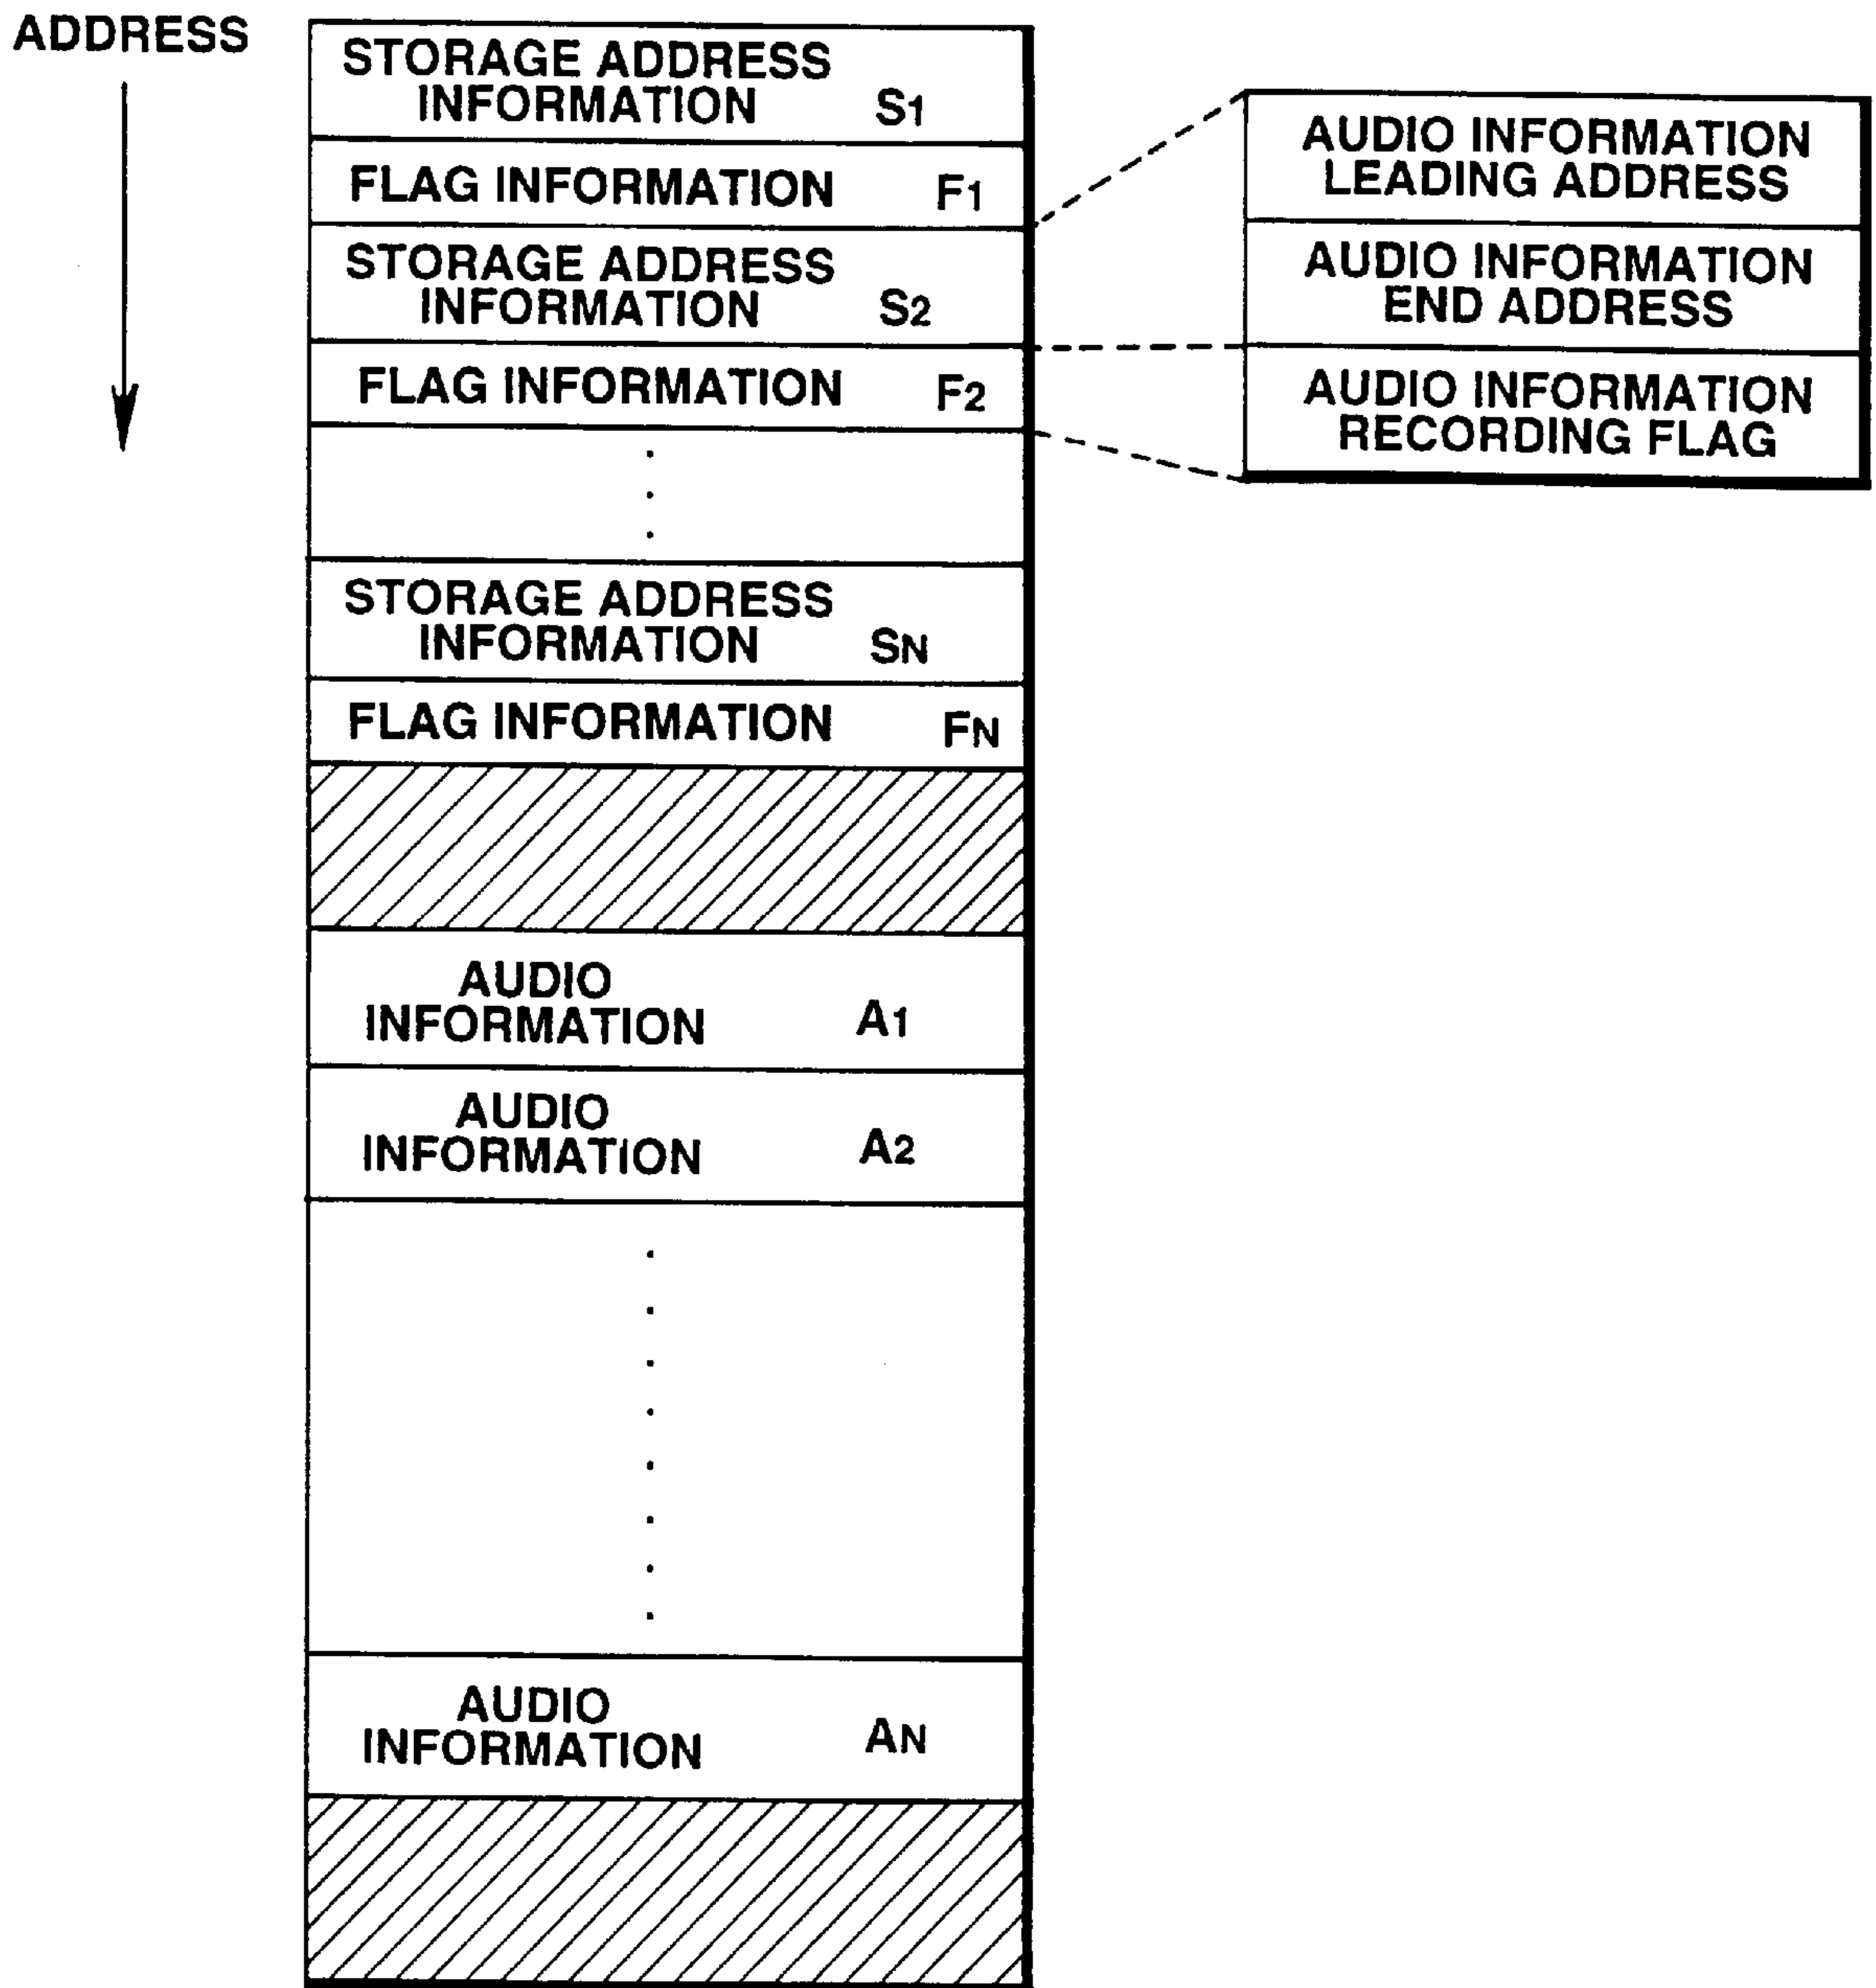 ADDRESS
STORAGE ADDRESS
INFORMATION S1
FLAG INFORMATION F1
STORAGE ADDRESS
INFORMATION S2
FLAG INFORMATION F2
STORAGE ADDRESS
INFORMATION SN
FLAG INFORMATION FN
AUDIO
INFORMATION A1
AUDIO
INFORMATION A2
AUDIO
INFORMATION AN
AUDIO INFORMATION
LEADING ADDRESS
AUDIO INFORMATION
END ADDRESS
AUDIO INFORMATION
RECORDING FLAG